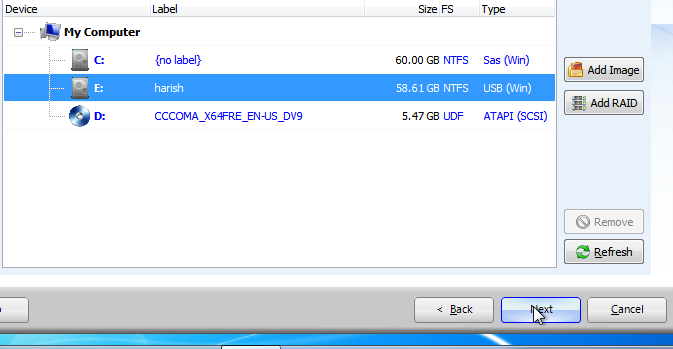 Device Label Size FS Type
My Computer
C: {no label} 60.00 GB NTFS Sas (Win)
E: harish 58.61 GB NTFS USB (Win)
D: CCCOMA_X64FRE_EN-US_DV9 5.47 GB UDF ATAPI (SCSI)
Add Image
Add RAID
Remove
Refresh
< Back Next Cancel